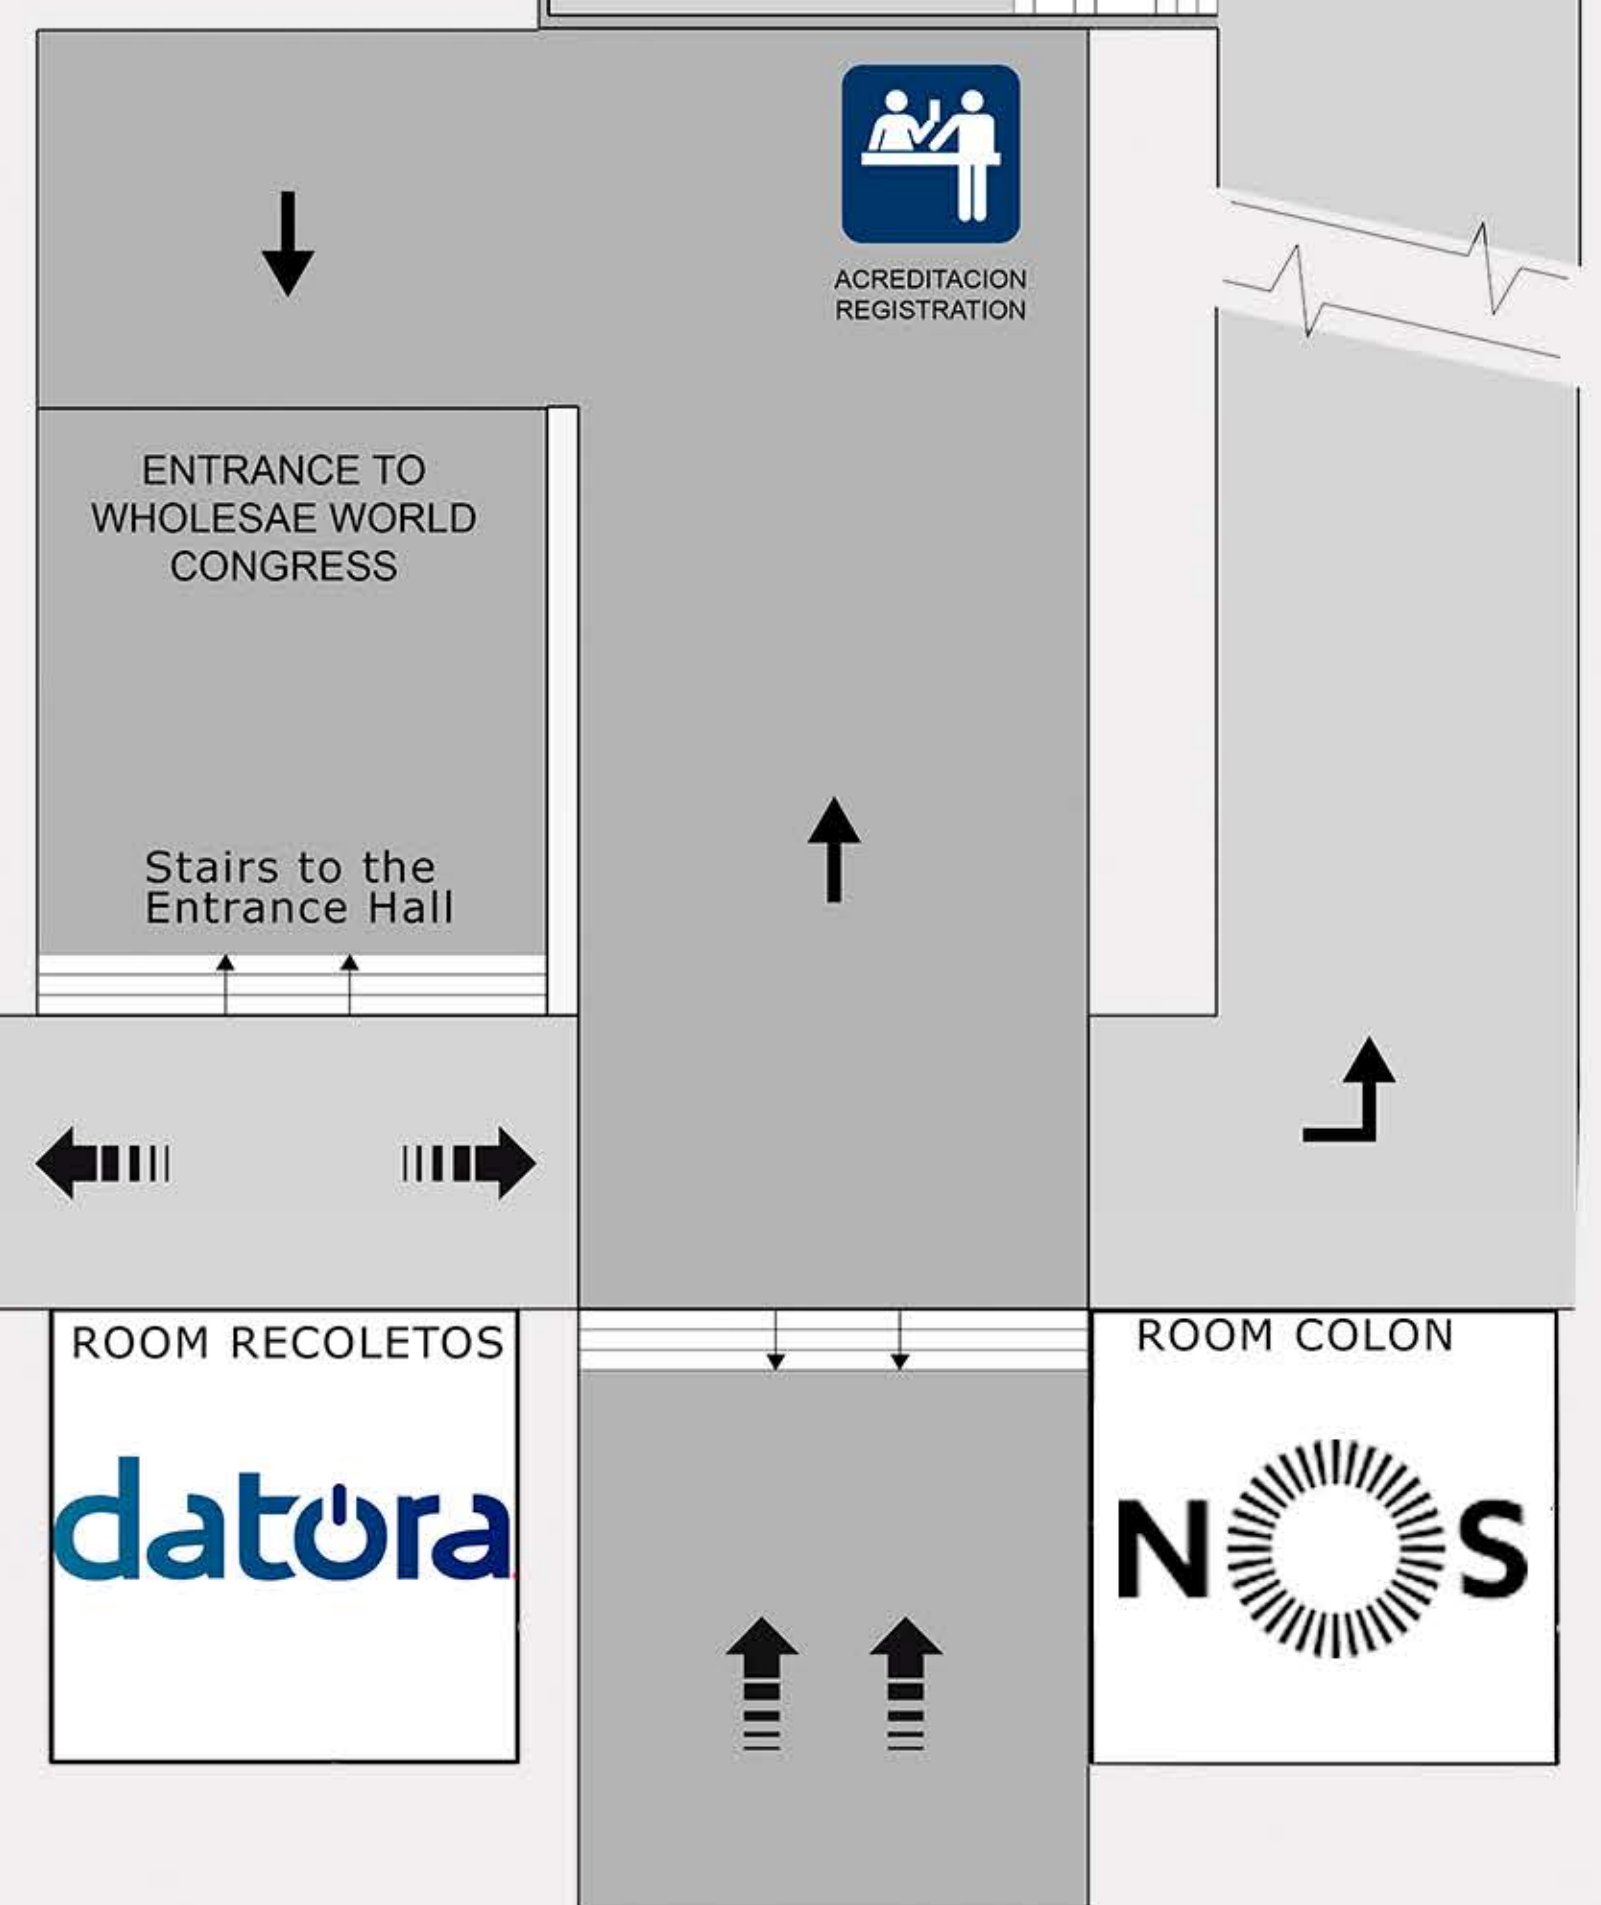 ACREDITACION
REGISTRATION
ENTRANCE TO
WHOLESAE WORLD
CONGRESS
Stairs to the
Entrance Hall
ROOM RECOLETOS
datora
ROOM COLON
NOS